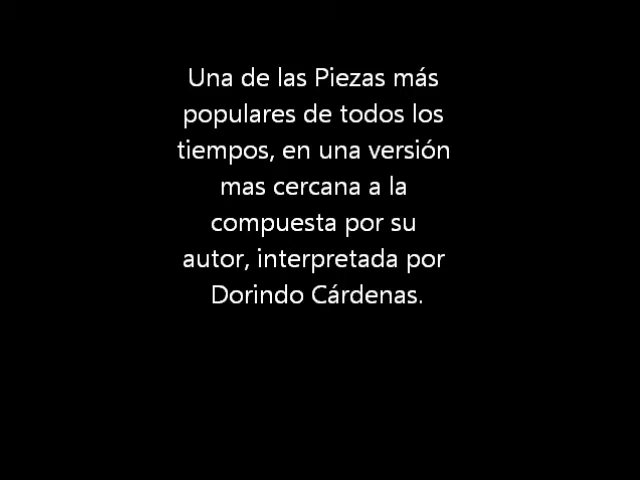 Una de las Piezas más
populares de todos los
tiempos, en una versión
mas cercana a la
compuesta por su
autor, interpretada por
Dorindo Cárdenas.